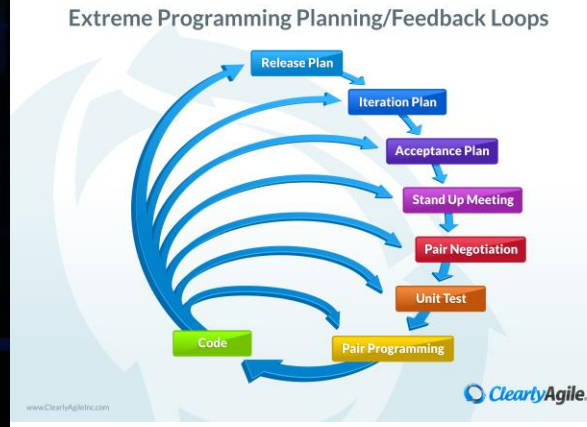 Extreme Programming Planning/Feedback Loops
Release Plan
Iteration Plan
Acceptance Plan
Stand Up Meeting
Pair Negotiation
Unit Test
Code
Pair Programming
www.ClearlyAgileInc.com
ClearlyAgile.